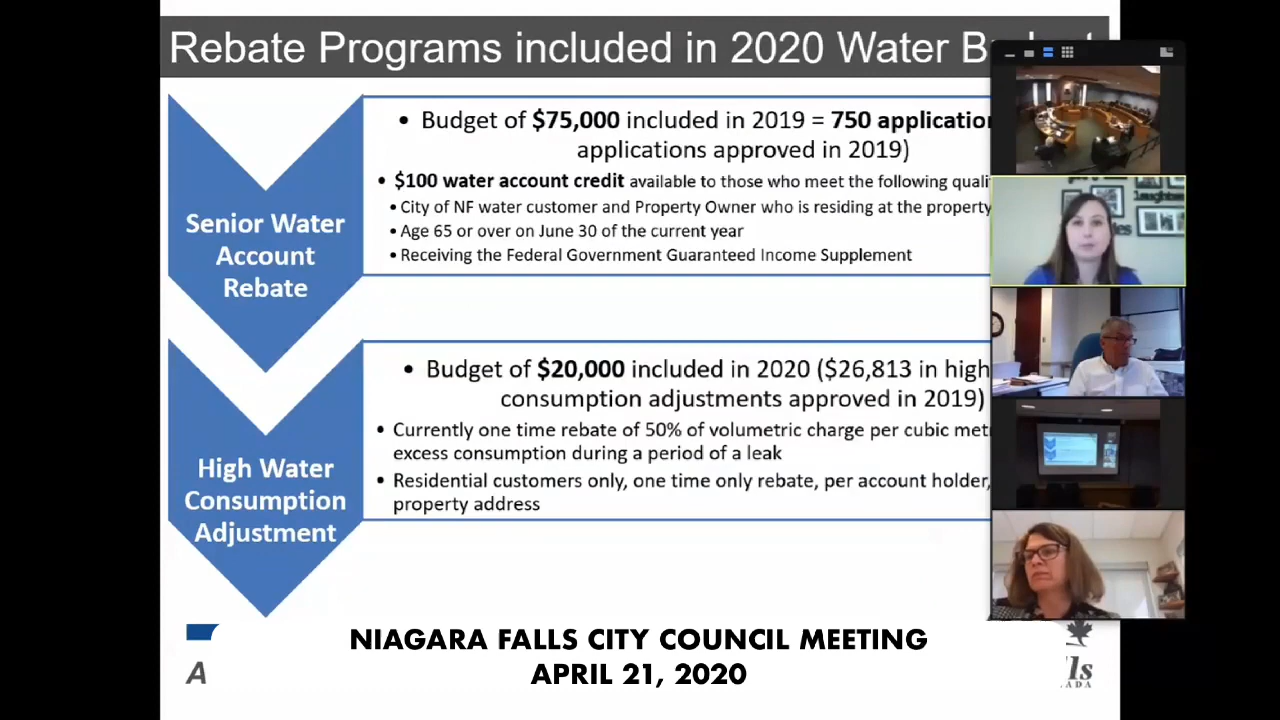 Rebate Programs included in 2020 Water B
Senior Water
Account
Rebate
• Budget of $75,000 included in 2019 = 750 application
applications approved in 2019)
• $100 water account credit available to those who meet the following quali
• City of NF water customer and Property Owner who is residing at the property
• Age 65 or over on June 30 of the current year
• Receiving the Federal Government Guaranteed Income Supplement
High Water
Consumption
Adjustment
• Budget of $20,000 included in 2020 ($26,813 in high
consumption adjustments approved in 2019)
• Currently one time rebate of 50% of volumetric charge per cubic met
excess consumption during a period of a leak
• Residential customers only, one time only rebate, per account holder,
property address
NIAGARA FALLS CITY COUNCIL MEETING
APRIL 21, 2020
A
lls
ADA